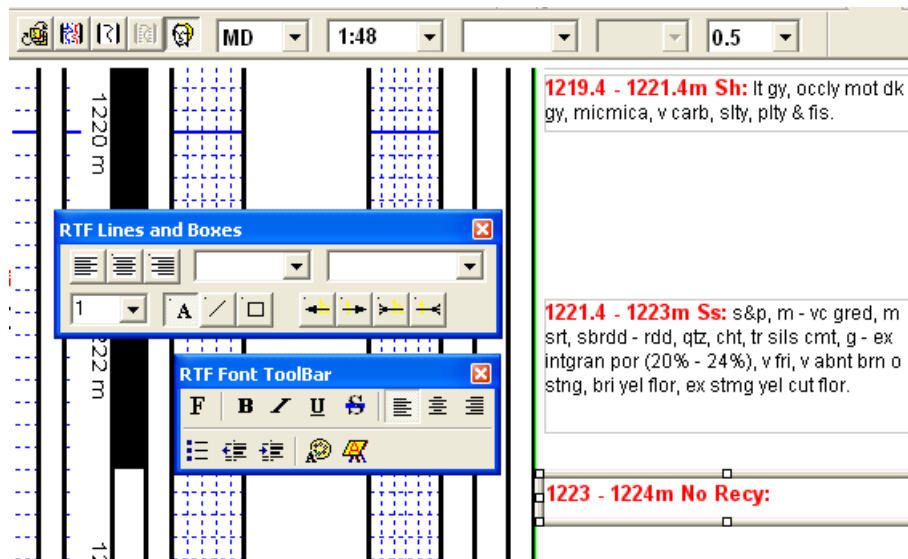 MD 1:48 0.5
1219.4 - 1221.4m Sh: lt gy, occly mot dk
gy, micmica, v carb, slty, plty & fis.
1220 m
RTF Lines and Boxes
1 A
1221.4 - 1223m Ss: s&p, m - vc gred, m
srt, sbrdd - rdd, qtz, cht, tr sils cmt, g - ex
intgran por (20% - 24%), v fri, v abnt brn o
stng, bri yel flor, ex stmg yel cut flor.
222 m
RTF Font ToolBar
F B I U S
1223 - 1224m No Recy: